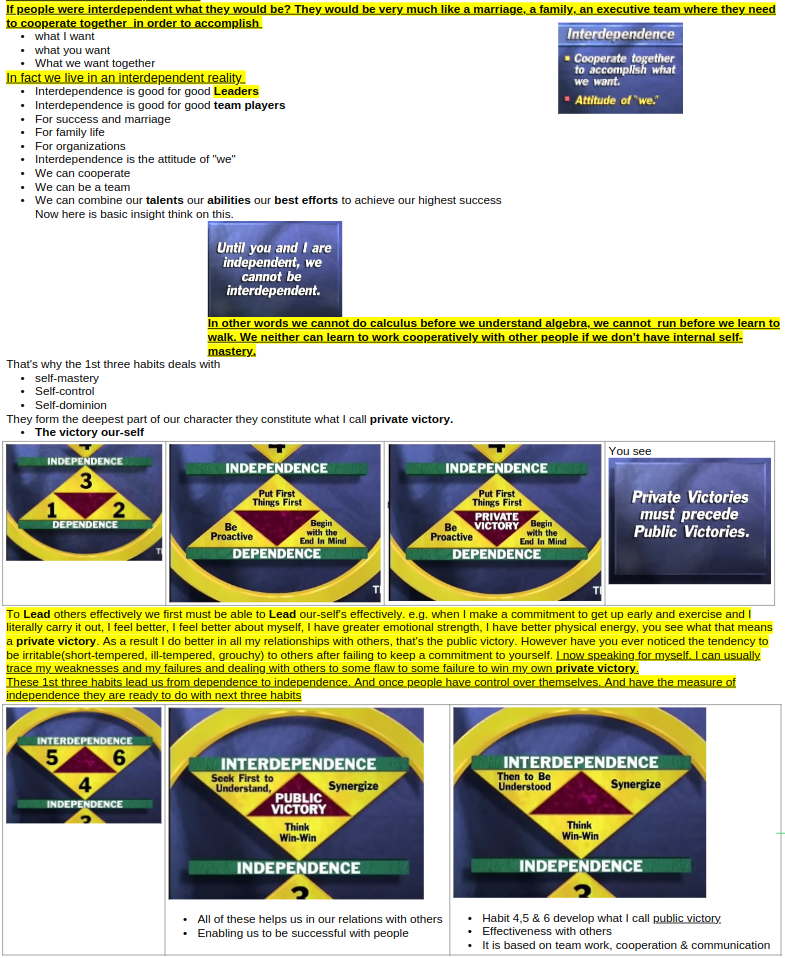 If people were interdependent what they would be? They would be very much like a marriage, a family, an executive team where they need
to cooperate together in order to accomplish
• what I want
• what you want
• What we want together
Interdependence
Cooperate together
to accomplish what
we want.
Attitude of "we."
In fact we live in an interdependent reality
• Interdependence is good for good Leaders
• Interdependence is good for good team players
• For success and marriage
• For family life
• For organizations
• Interdependence is the attitude of "we"
• We can cooperate
• We can be a team
• We can combine our talents our abilities our best efforts to achieve our highest success
Now here is basic insight think on this.
Until you and I are
independent, we
cannot be
interdependent.
In other words we cannot do calculus before we understand algebra, we cannot run before we learn to
walk. We neither can learn to work cooperatively with other people if we don't have internal self-
mastery.
That's why the 1st three habits deals with
• self-mastery
• Self-control
• Self-dominion
They form the deepest part of our character they constitute what I call private victory.
• The victory our-self
4
INDEPENDENCE
3
1 2
DEPENDENCE
TI
4
INDEPENDENCE
Put First
Things First
Be
Proactive
Begin
with the
End In Mind
DEPENDENCE
TI
4
INDEPENDENCE
Put First
Things First
PRIVATE
VICTORY
Be
Proactive
Begin
with the
End In Mind
DEPENDENCE
TI
You see
Private Victories
must precede
Public Victories.
To Lead others effectively we first must be able to Lead our-self's effectively. e.g. when I make a commitment to get up early and exercise and I
literally carry it out, I feel better, I feel better about myself, I have greater emotional strength, I have better physical energy, you see what that means
a private victory. As a result I do better in all my relationships with others, that's the public victory. However have you ever noticed the tendency to
be irritable(short-tempered, ill-tempered, grouchy) to others after failing to keep a commitment to yourself. I now speaking for myself, I can usually
trace my weaknesses and my failures and dealing with others to some flaw to some failure to win my own private victory.
These 1st three habits lead us from dependence to independence. And once people have control over themselves. And have the measure of
independence they are ready to do with next three habits
INTERDEPENDENCE
5 6
4
INDEPENDENCE
3
INTERDEPENDENCE
Seek First to
Understand,
Synergize
PUBLIC
VICTORY
Think
Win-Win
INDEPENDENCE
3
• All of these helps us in our relations with others
• Enabling us to be successful with people
INTERDEPENDENCE
Then to Be
Understood
Synergize
Think
Win-Win
INDEPENDENCE
3
• Habit 4,5 & 6 develop what I call public victory
• Effectiveness with others
• It is based on team work, cooperation & communication